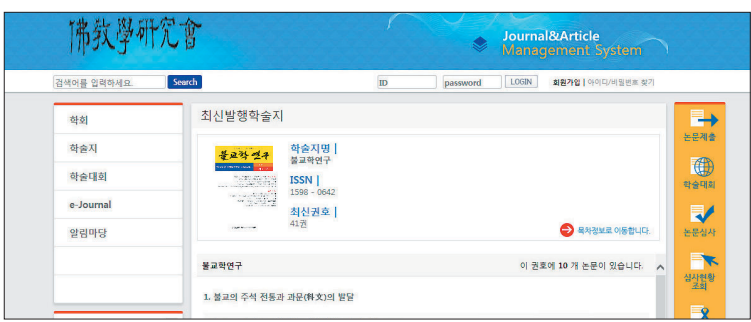 佛敎學硏究會
Journal&Article
Management System
검색어를 입력하세요.
Search
ID
password
LOGIN
회원가입 | 아이디/비밀번호 찾기
학회
학술지
학술대회
e-Journal
알림마당
최신발행학술지
불교학 연구
학술지명 |
불교학연구
ISSN |
1598 - 0642
최신권호 |
41권
목차정보로 이동합니다.
불교학연구
이 권호에 10 개 논문이 있습니다.
1. 불교의 주석 전통과 과문(科文)의 발달
논문제출
학술대회
논문심사
심사현황
조회